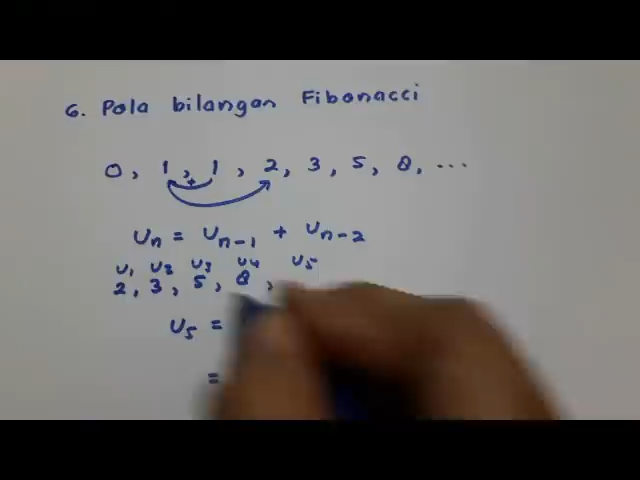 6. Pola bilangan Fibonacci
0, 1, 1, 2, 3, 5, 8, ...
+
Un = Un-1 + Un-2
U1 U2 U3 U4 U5
2, 3, 5, 8,
U5 =
=